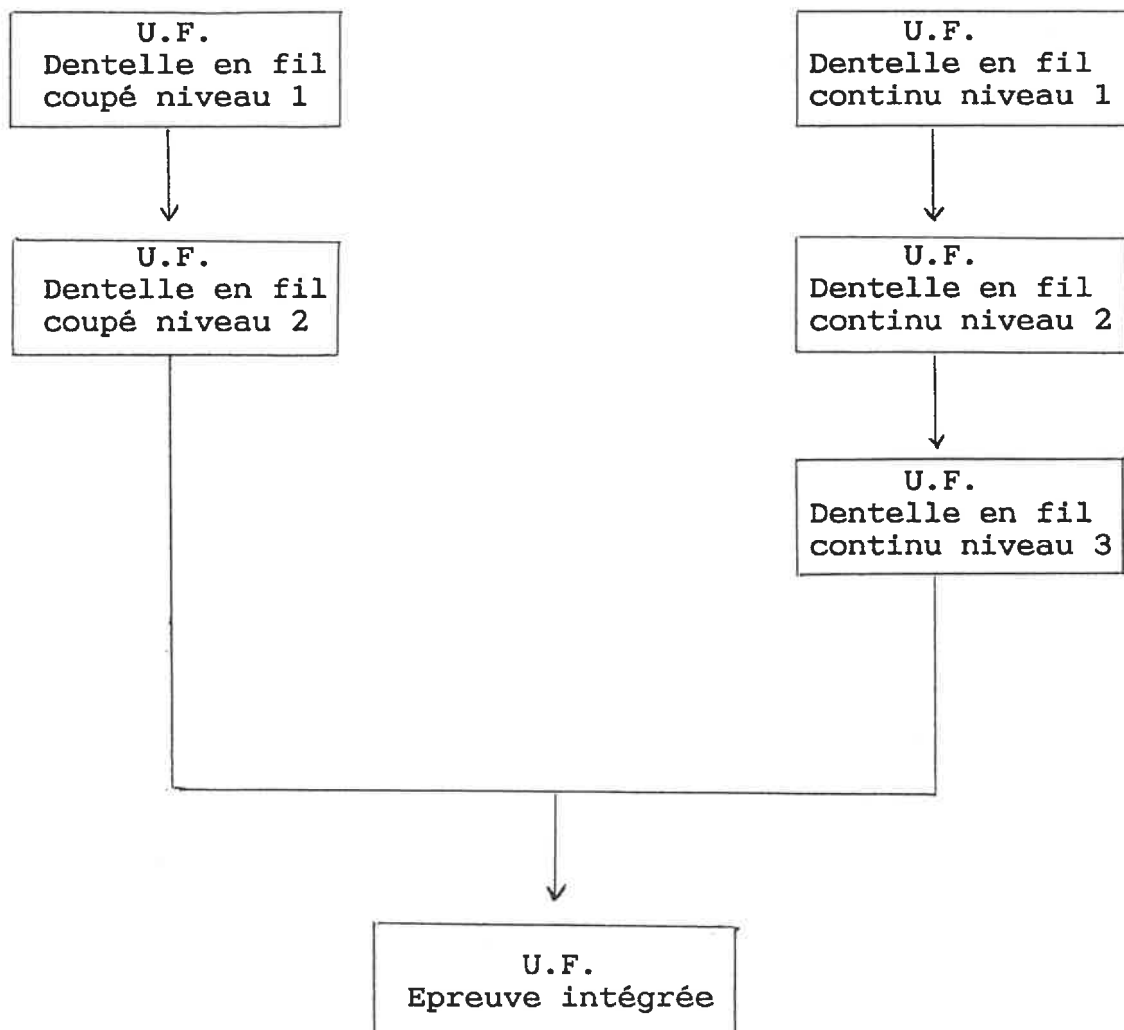 U.F.
Dentelle en fil
coupé niveau 1
U.F.
Dentelle en fil
continu niveau 1
U.F.
Dentelle en fil
coupé niveau 2
U.F.
Dentelle en fil
continu niveau 2
U.F.
Dentelle en fil
continu niveau 3
U.F.
Epreuve intégrée